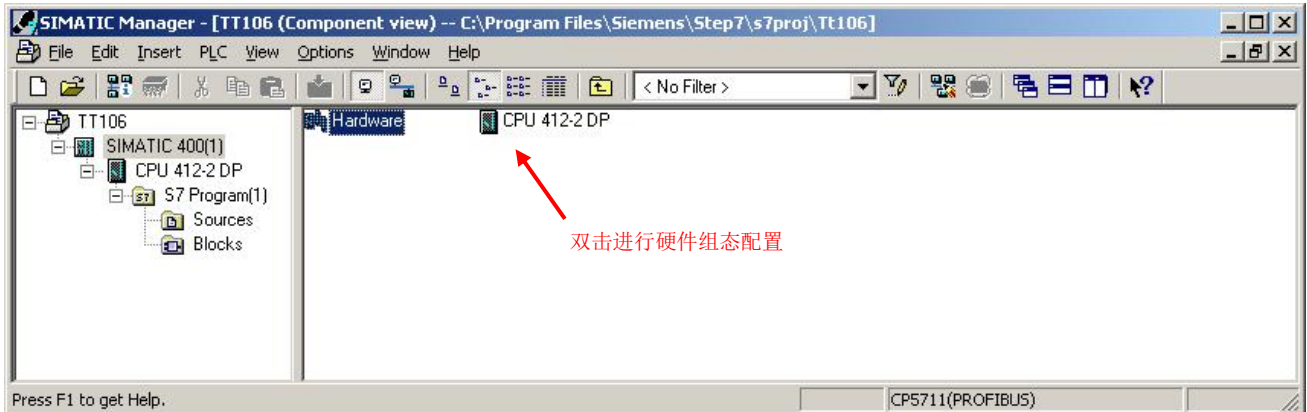 SIMATIC Manager - [TT106 (Component view) -- C:\Program Files\Siemens\Step7\s7proj\Tt106]
File Edit Insert PLC View Options Window Help
< No Filter >
TT106
SIMATIC 400(1)
CPU 412-2 DP
S7 Program(1)
Sources
Blocks
Hardware
CPU 412-2 DP
双击进行硬件组态配置
Press F1 to get Help.
CP5711(PROFIBUS)